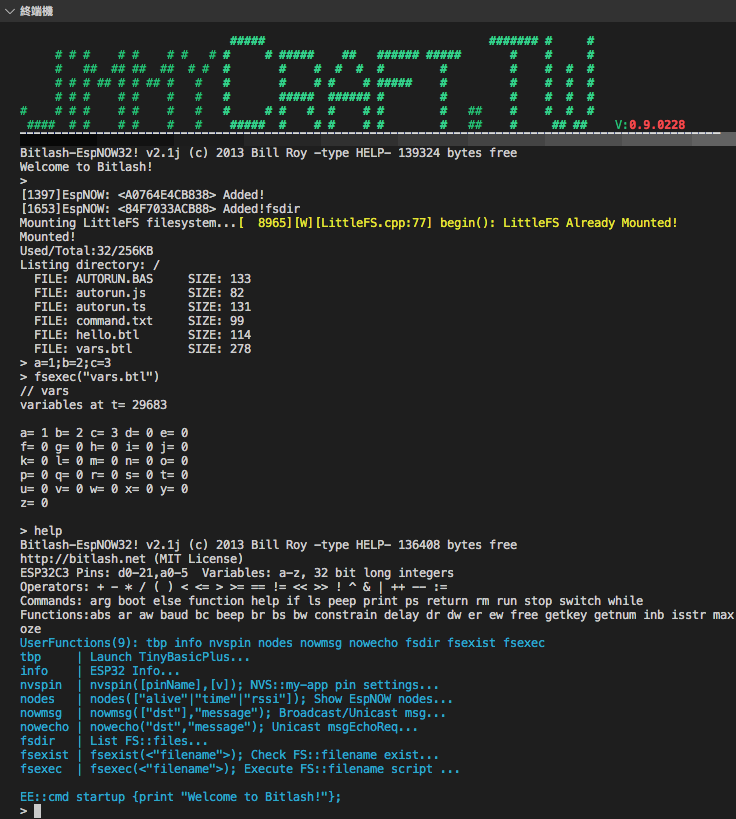 終端機
JMNCRAFT.TW
V:0.9.0228
Bitlash-EspNOW32! v2.1j (c) 2013 Bill Roy -type HELP- 139324 bytes free
Welcome to Bitlash!
>
[1397]EspNOW: <A0764E4CB838> Added!
[1653]EspNOW: <B4F7033ACB88> Added!fsdir
Mounting LittleFS filesystem...[  8965][W][LittleFS.cpp:77] begin(): LittleFS Already Mounted!
Mounted!
Used/Total:32/256KB
Listing directory: /
  FILE: AUTORUN.BAS     SIZE: 133
  FILE: autorun.js      SIZE: 82
  FILE: autorun.ts      SIZE: 131
  FILE: command.txt     SIZE: 99
  FILE: hello.btl       SIZE: 114
  FILE: vars.btl        SIZE: 278
> a=1;b=2;c=3
> fsexec("vars.btl")
// vars
variables at t= 29683
a= 1 b= 2 c= 3 d= 0 e= 0
f= 0 g= 0 h= 0 i= 0 j= 0
k= 0 l= 0 m= 0 n= 0 o= 0
p= 0 q= 0 r= 0 s= 0 t= 0
u= 0 v= 0 w= 0 x= 0 y= 0
z= 0
> help
Bitlash-EspNOW32! v2.1j (c) 2013 Bill Roy -type HELP- 136408 bytes free
http://bitlash.net (MIT License)
ESP32C3 Pins: d0-21,a0-5  Variables: a-z, 32 bit long integers
Operators: + - * / ( ) < <= > >= == != << >> ! ^ & | ++ -- :=
Commands: arg boot else function help if ls peep print ps return rm run stop switch while
Functions:abs ar aw baud bc beep br bs bw constrain delay dr dw er ew free getkey getnum inb isstr max
oze
UserFunctions(9): tbp info nvspin nodes nowmsg nowecho fsdir fsexist fsexec
tbp     | Launch TinyBasicPlus...
info    | ESP32 Info...
nvspin  | nvspin([pinName],[v]); NVS::my-app pin settings...
nodes   | nodes(["alive"|"time"|"rssi"]); Show EspNOW nodes...
nowmsg  | nowmsg(["dst"],"message"); Broadcast/Unicast msg...
nowecho | nowecho("dst","message"); Unicast msgEchoReq...
fsdir   | List FS::files...
fsexist | fsexist(<"filename">); Check FS::filename exist...
fsexec  | fsexec(<"filename">); Execute FS::filename script ...
EE::cmd startup {print "Welcome to Bitlash!"};
>